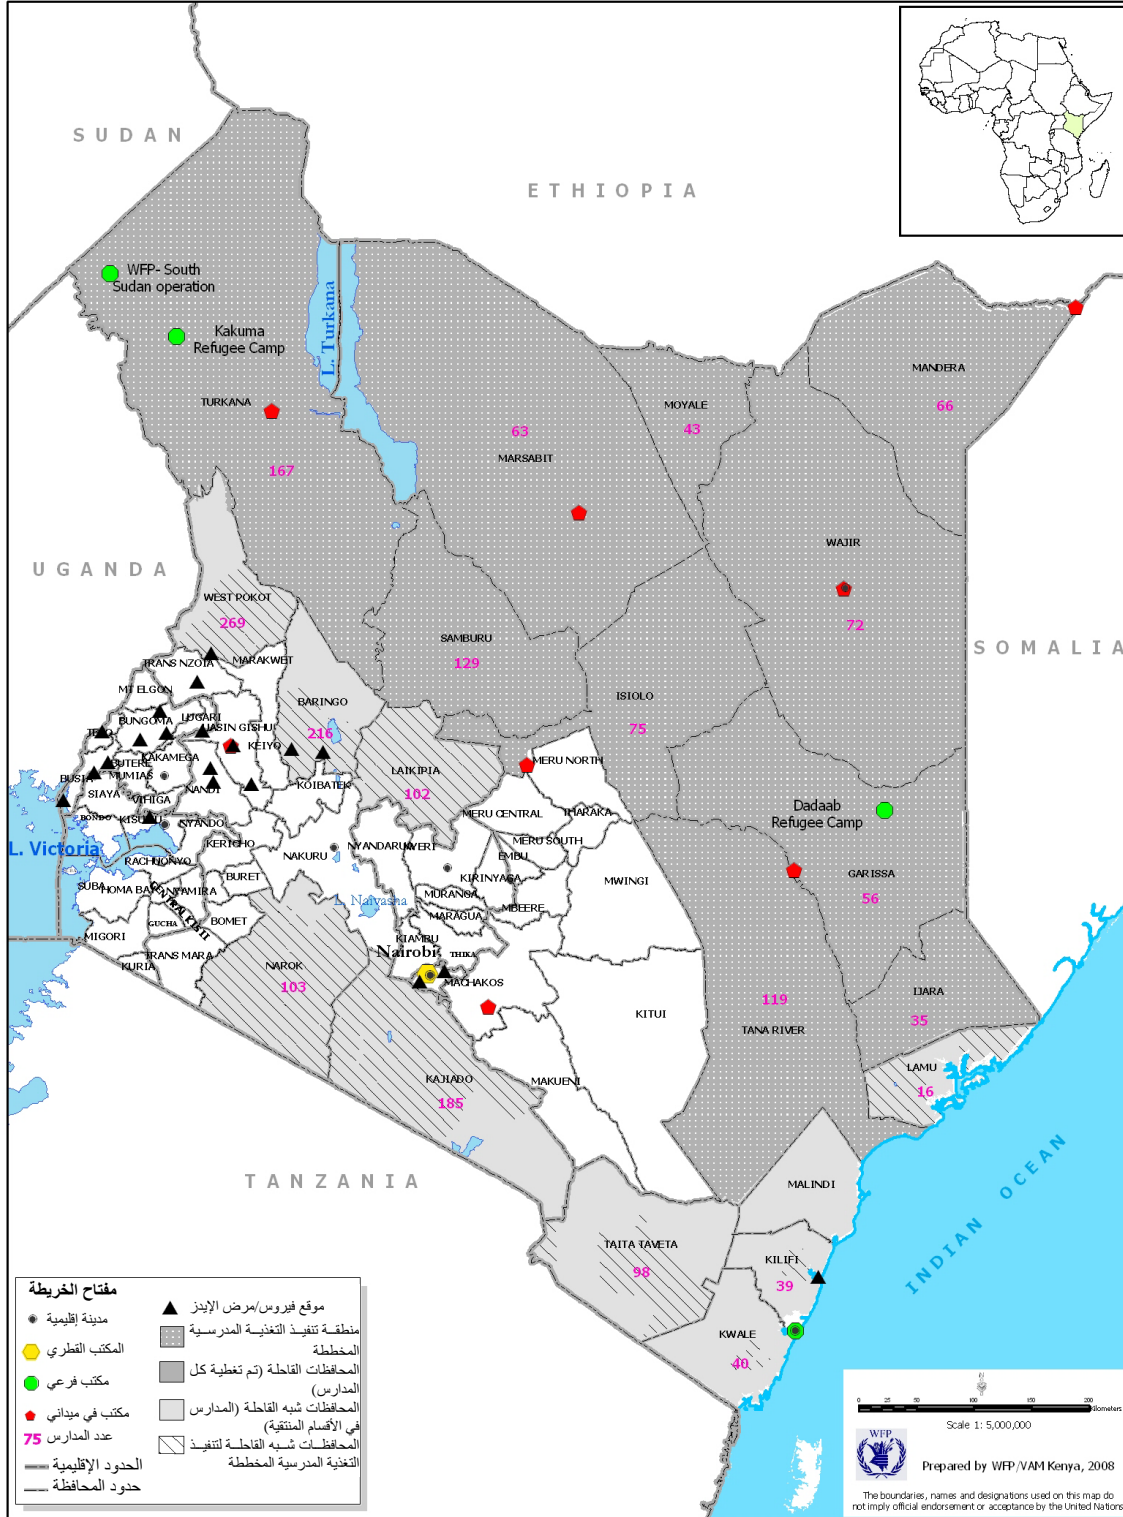 SUDAN
ETHIOPIA
WFP- South
Sudan operation
Kakuma
Refugee Camp
L. Turkana
TURKANA
167
63
MARSABIT
MOYALE
43
MANDERA
66
WAJIR
72
UGANDA
SOMALIA
WEST POKOT
269
SAMBURU
129
ISIOLO
75
TRANS NZOIA
MARAKWET
MT ELGON
BARINGO
216
BUNGOMA
LUGARI
UASIN GISHU
KEIYO
TESO
KAKAMEGA
BUTERE
MUMIAS
BUSIA
SIAYA
VIHIGA
NANDI
KOIBATEK
LAIKIPIA
102
MERU NORTH
MERU CENTRAL
THARAKA
Dadaab
Refugee Camp
BONDO
KISUMU
NYANDO
L. Victoria
KERICHO
RACHUONYO
NAKURU
NYANDARUA
NYERI
MERU SOUTH
EMBU
KIRINYAGA
MWINGI
GARISSA
56
SUBA
HOMA BAY
NYAMIRA
BURET
CENTRAL KISII
GUCHA
BOMET
MIGORI
TRANS MARA
KURIA
L. Naivasha
MURANGA
MBEERE
MARAGUA
KIAMBU
Nairobi
THIKA
MACHAKOS
NAROK
103
KITUI
119
TANA RIVER
IJARA
35
LAMU
16
KAJIADO
185
MAKUENI
TANZANIA
MALINDI
INDIAN OCEAN
TAITA TAVETA
98
KILIFI
39
KWALE
40
مفتاح الخريطة
مدينة إقليمية
المكتب القطري
مكتب فرعي
مكتب في ميداني
75 عدد المدارس
الحدود الإقليمية
حدود المحافظة
موقع فيروس/مرض الإيدز
منطقة تنفيذ التغذية المدرسية
المخططة
المحافظات القاحلة (تم تغطية كل
المدارس)
المحافظات شبه القاحلة (المدارس
في الأقسام المنتقية)
المحافظات شبه القاحلة لتنفيذ
التغذية المدرسية المخططة
0 25 50 100 150 200
Kilometers
Scale 1: 5,000,000
WFP
Prepared by WFP/VAM Kenya, 2008
The boundaries, names and designations used on this map do
not imply official endorsement or acceptance by the United Nations